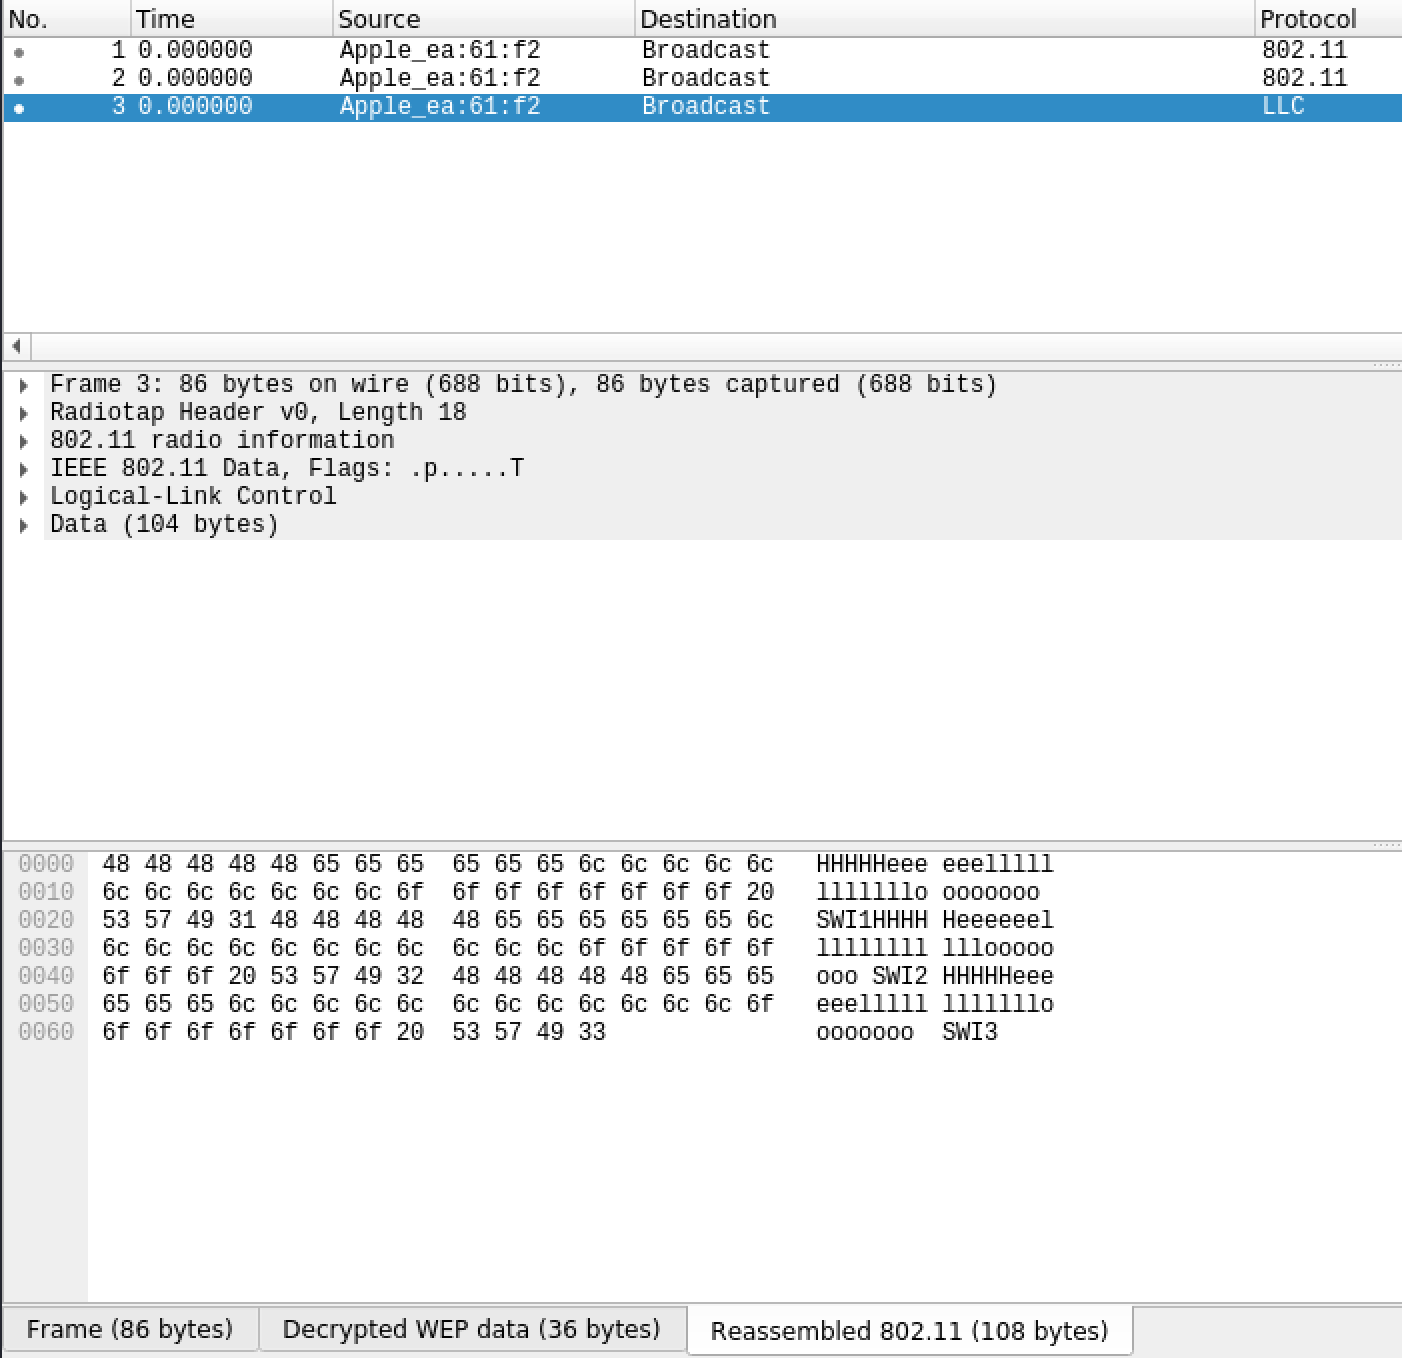 No. Time Source Destination Protocol
1 0.000000 Apple_ea:61:f2 Broadcast 802.11
2 0.000000 Apple_ea:61:f2 Broadcast 802.11
3 0.000000 Apple_ea:61:f2 Broadcast LLC
Frame 3: 86 bytes on wire (688 bits), 86 bytes captured (688 bits)
Radiotap Header v0, Length 18
802.11 radio information
IEEE 802.11 Data, Flags: .p.....T
Logical-Link Control
Data (104 bytes)
0000 48 48 48 48 48 65 65 65 65 65 65 6c 6c 6c 6c 6c HHHHHeee eeelllll
0010 6c 6c 6c 6c 6c 6c 6c 6f 6f 6f 6f 6f 6f 6f 6f 20 lllllllo ooooooo
0020 53 57 49 31 48 48 48 48 48 65 65 65 65 65 65 6c SWI1HHHH Heeeeeel
0030 6c 6c 6c 6c 6c 6c 6c 6c 6c 6c 6c 6f 6f 6f 6f 6f llllllll lllooooo
0040 6f 6f 6f 20 53 57 49 32 48 48 48 48 48 65 65 65 ooo SWI2 HHHHHeee
0050 65 65 65 6c 6c 6c 6c 6c 6c 6c 6c 6c 6c 6c 6c 6f eeelllll lllllllo
0060 6f 6f 6f 6f 6f 6f 6f 20 53 57 49 33 ooooooo SWI3
Frame (86 bytes) Decrypted WEP data (36 bytes) Reassembled 802.11 (108 bytes)